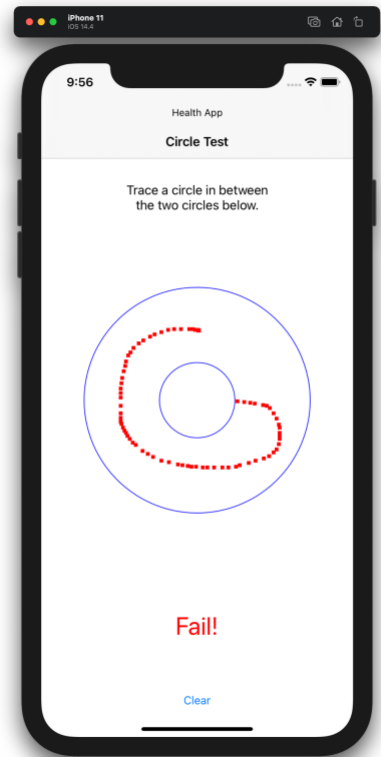 iPhone 11
iOS 14.4
9:56
Health App
Circle Test
Trace a circle in between
the two circles below.
Fail!
Clear